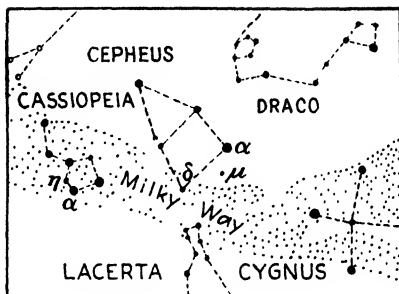 CEPHEUS
CASSIOPEIA
DRACO
α
δ
μ
η
Milky Way
α
LACERTA
CYGNUS